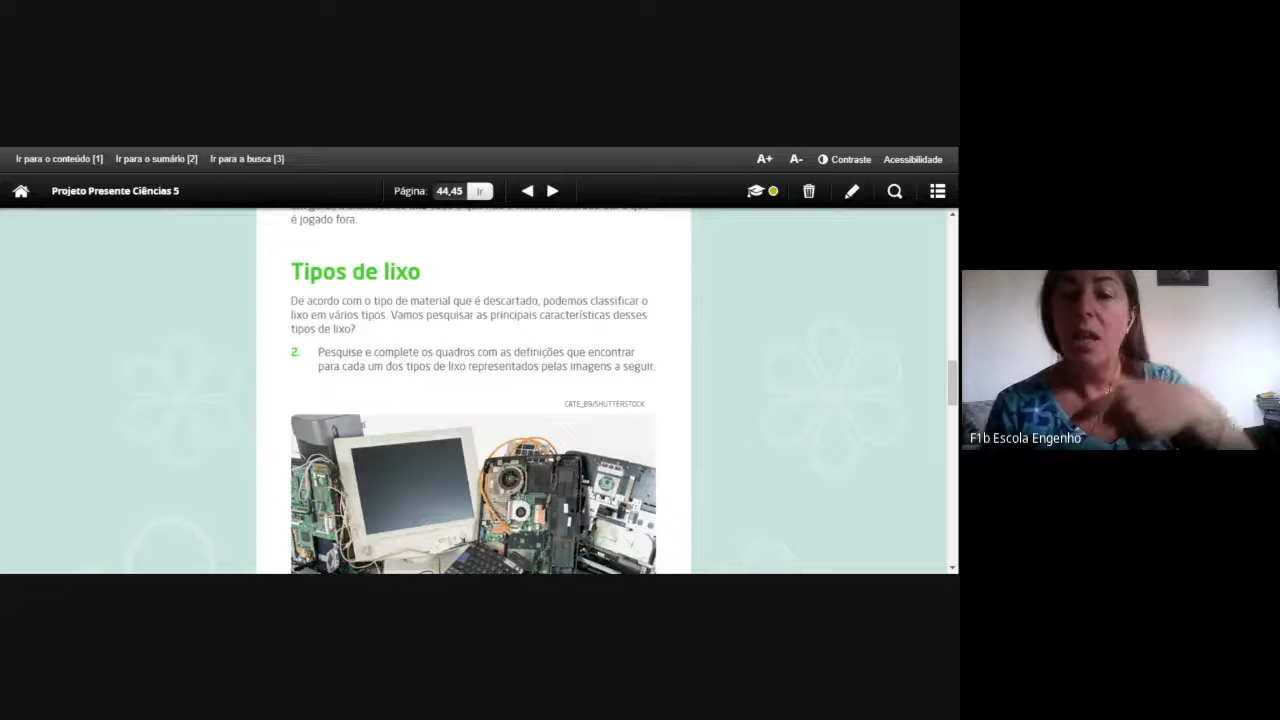 Ir para o conteúdo [1] Ir para o sumário [2] Ir para a busca [3] A+ A- Contraste Acessibilidade
Projeto Presente Ciências 5 Página: 44,45 Ir
é jogado fora.
Tipos de lixo
De acordo com o tipo de material que é descartado, podemos classificar o
lixo em vários tipos. Vamos pesquisar as principais características desses
tipos de lixo?
2. Pesquise e complete os quadros com as definições que encontrar
para cada um dos tipos de lixo representados pelas imagens a seguir.
CATE_89/SHUTTERSTOCK
F1b Escola Engenho